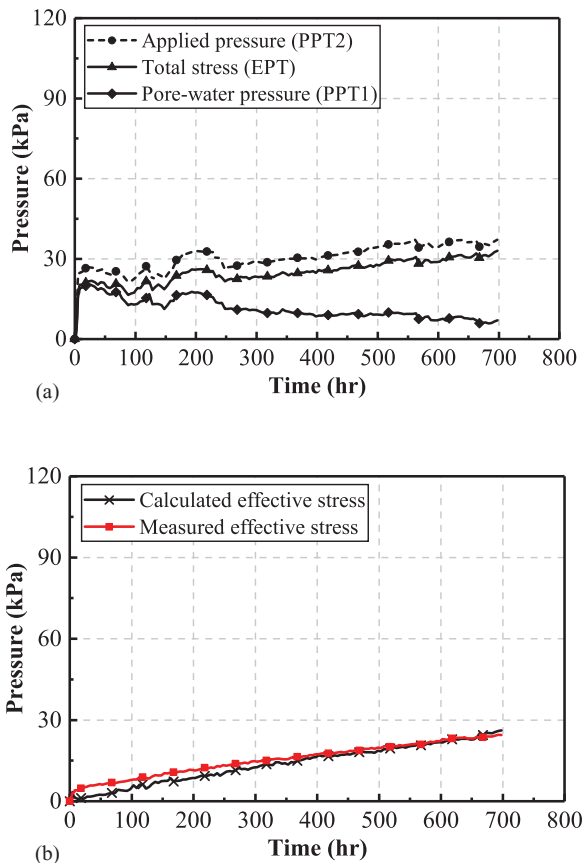 120
90
60
30
0
Pressure (kPa)
Applied pressure (PPT2)
Total stress (EPT)
Pore-water pressure (PPT1)
0 100 200 300 400 500 600 700 800
Time (hr)
(a)
120
90
60
30
0
Pressure (kPa)
Calculated effective stress
Measured effective stress
0 100 200 300 400 500 600 700 800
Time (hr)
(b)